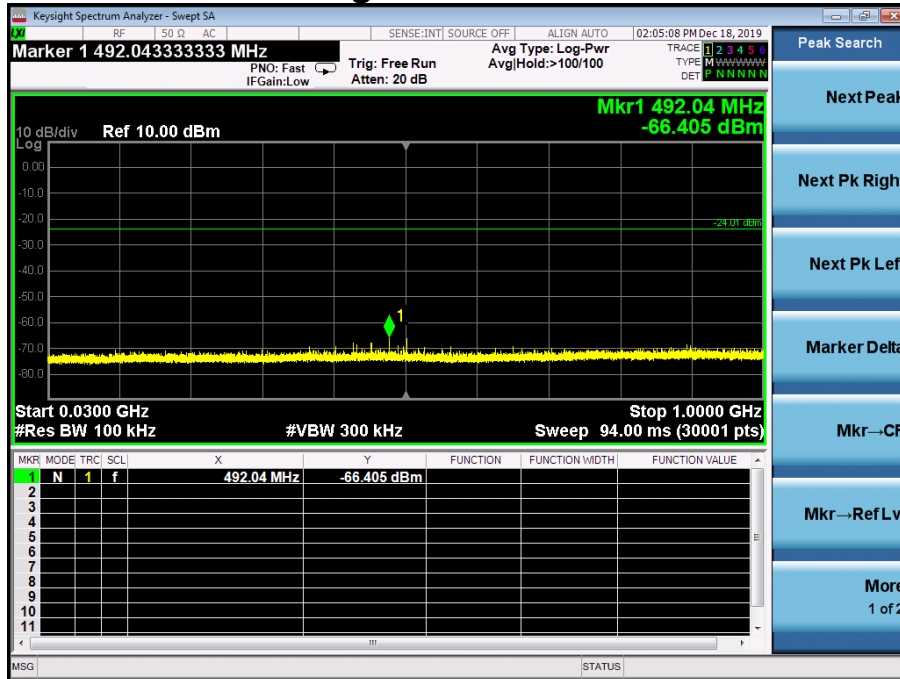 Keysight Spectrum Analyzer - Swept SA
LXI RF 50 Ω AC SENSE:INT SOURCE OFF ALIGN AUTO 02:05:08 PM Dec 18, 2019
Marker 1 492.043333333 MHz
PNO: Fast
IFGain:Low
Trig: Free Run
Atten: 20 dB
Avg Type: Log-Pwr
Avg|Hold:>100/100
TRACE 1 2 3 4 5 6
TYPE M WWWWW
DET P N N N N N
Mkr1 492.04 MHz
-66.405 dBm
10 dB/div Ref 10.00 dBm
Log
0.00
-10.0
-20.0
-24.01 dBm
-30.0
-40.0
-50.0
-60.0
1
-70.0
-80.0
Start 0.0300 GHz Stop 1.0000 GHz
#Res BW 100 kHz #VBW 300 kHz Sweep 94.00 ms (30001 pts)
MKR MODE TRC SCL X Y FUNCTION FUNCTION WIDTH FUNCTION VALUE
1 N 1 f 492.04 MHz -66.405 dBm
2
3
4
5
6
7
8
9
10
11
MSG STATUS
Peak Search
Next Peak
Next Pk Righ
Next Pk Lef
Marker Delta
Mkr→CF
Mkr→Ref Lv
More
1 of 2